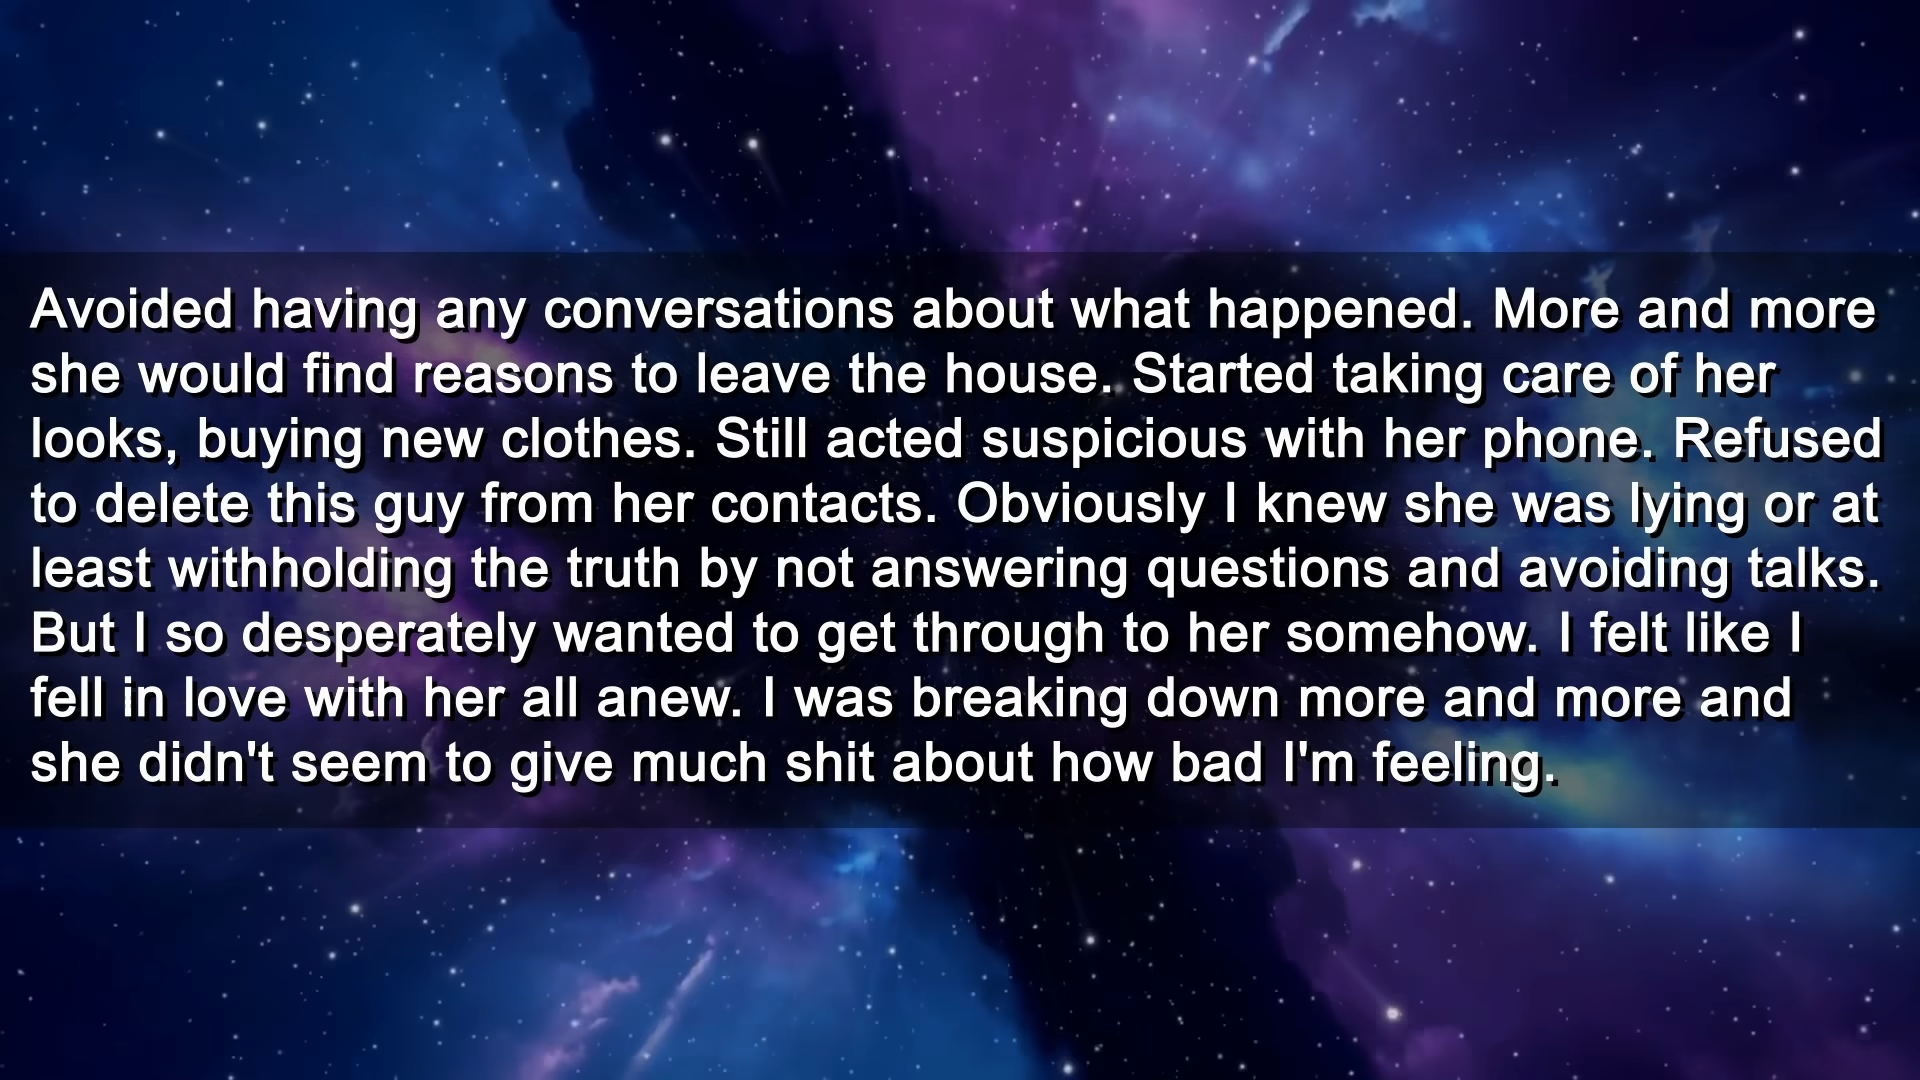 Avoided having any conversations about what happened. More and more
she would find reasons to leave the house. Started taking care of her
looks, buying new clothes. Still acted suspicious with her phone. Refused
to delete this guy from her contacts. Obviously I knew she was lying or at
least withholding the truth by not answering questions and avoiding talks.
But I so desperately wanted to get through to her somehow. I felt like I
fell in love with her all anew. I was breaking down more and more and
she didn't seem to give much shit about how bad I'm feeling.